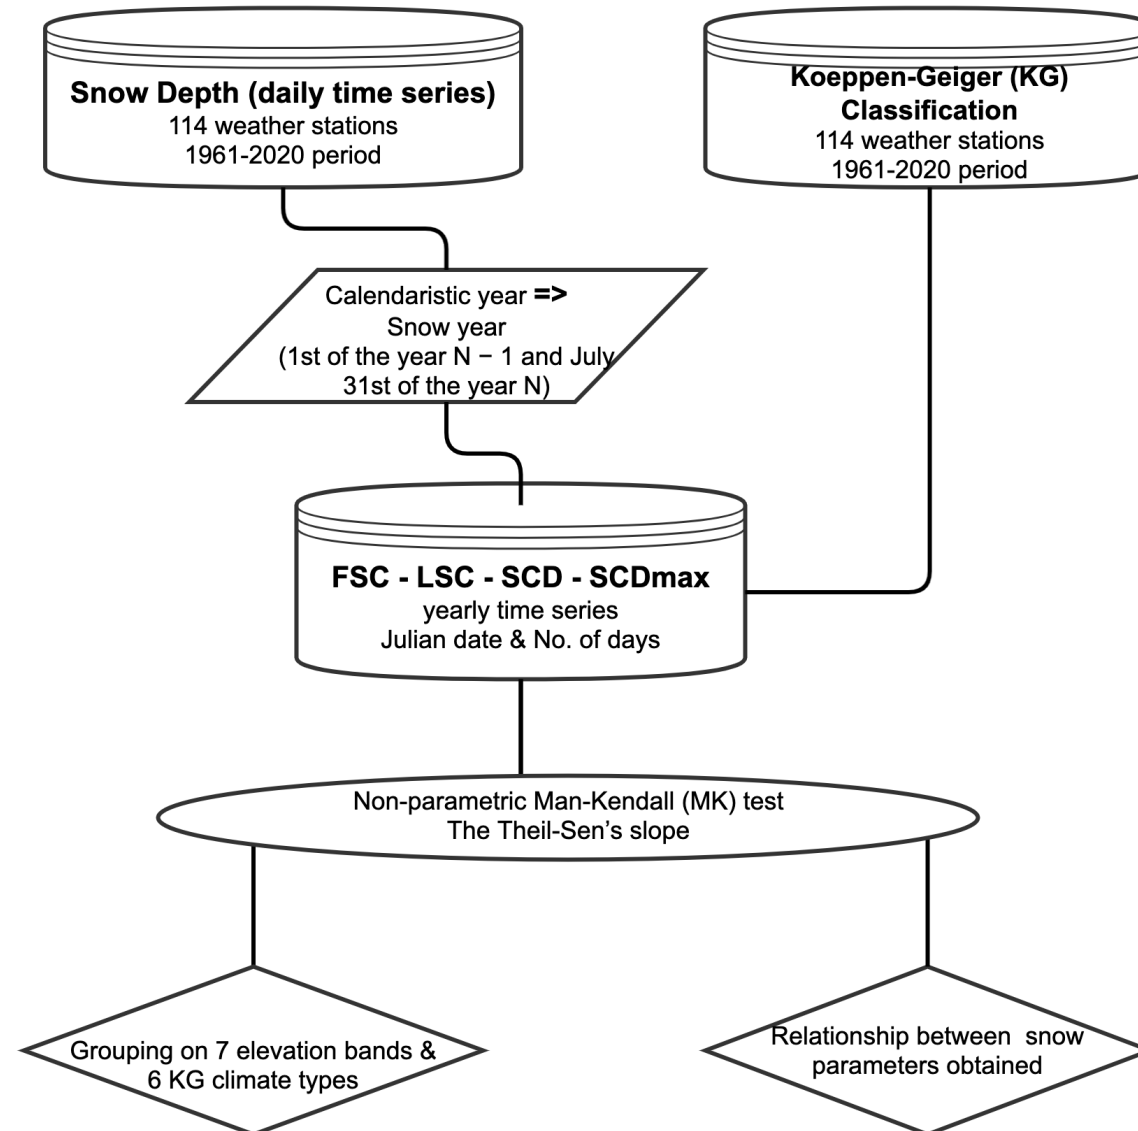 Snow Depth (daily time series)
114 weather stations
1961-2020 period
Koeppen-Geiger (KG)
Classification
114 weather stations
1961-2020 period
Calendaristic year =>
Snow year
(1st of the year N − 1 and July
31st of the year N)
FSC - LSC - SCD - SCDmax
yearly time series
Julian date & No. of days
Non-parametric Man-Kendall (MK) test
The Theil-Sen’s slope
Grouping on 7 elevation bands &
6 KG climate types
Relationship between  snow
parameters obtained